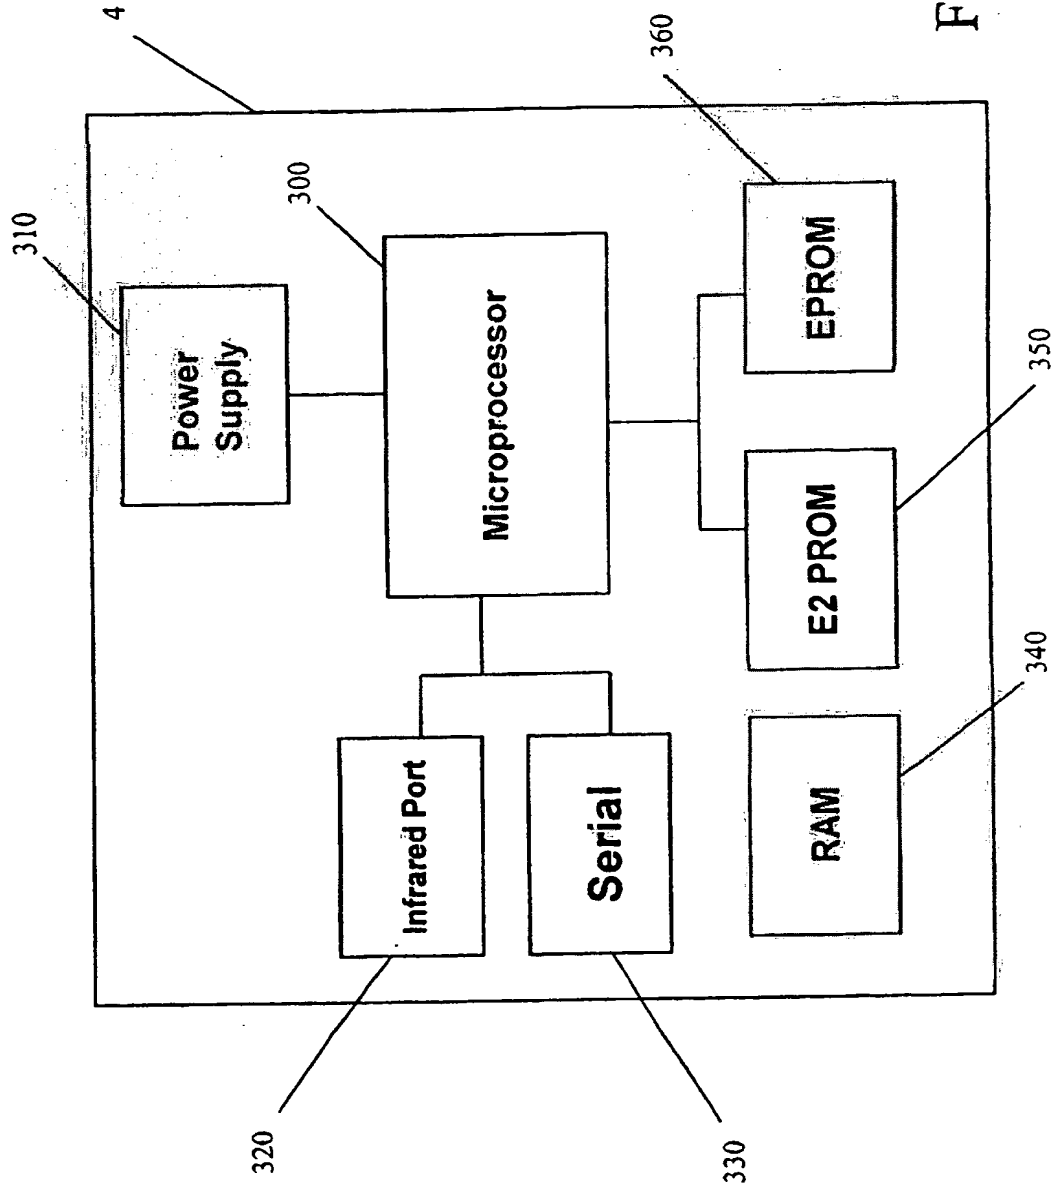 4
310
Power
Supply
300
Microprocessor
360
EPROM
E2 PROM
350
Infrared Port
320
Serial
330
RAM
340
F